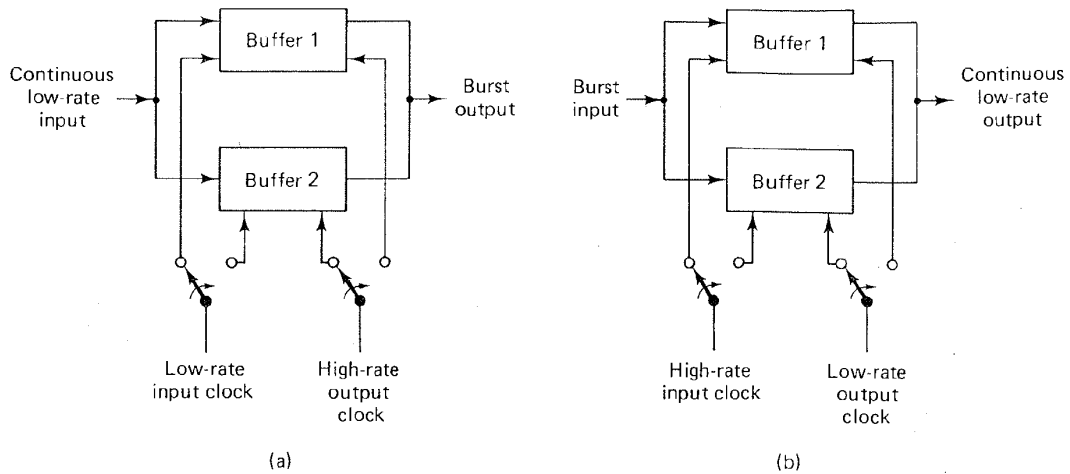 Buffer 1
Continuous
low-rate
input
Burst
output
Buffer 2
Low-rate
input clock
High-rate
output
clock
(a)
Buffer 1
Burst
input
Continuous
low-rate
output
Buffer 2
High-rate
input clock
Low-rate
output
clock
(b)